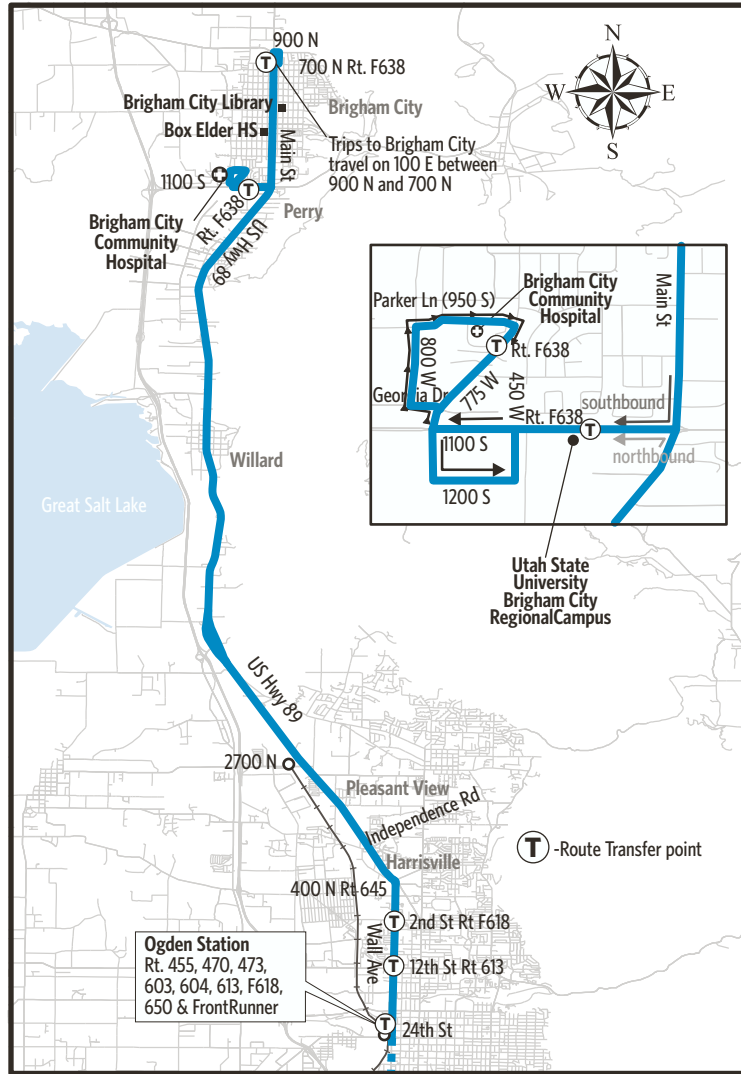 900 N
T
700 N Rt. F638
Brigham City Library
Brigham City
Box Elder HS
Main St
Trips to Brigham City
travel on 100 E between
900 N and 700 N
N
W
E
S
1100 S
T
Rt. F638
Perry
Brigham City
Community
Hospital
US Hwy 89
Parker Ln (950 S)
Brigham City
Community
Hospital
Main St
T
Rt. F638
800 W
775 W
450 W
Georgia Dr
Rt. F638
T
southbound
northbound
1100 S
1200 S
Utah State
University
Brigham City
RegionalCampus
Willard
Great Salt Lake
US Hwy 89
2700 N
Pleasant View
Independence Rd
Harrisville
T
-Route Transfer point
400 N Rt 645
T
2nd St Rt F618
Wall Ave
T
12th St Rt 613
Ogden Station
Rt. 455, 470, 473,
603, 604, 613, F618,
650 & FrontRunner
T
24th St